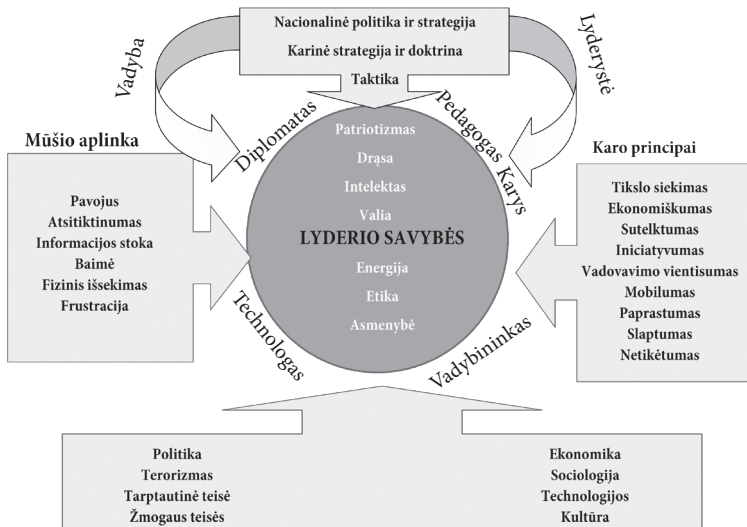 Nacionalinė politika ir strategija
Karinė strategija ir doktrina
Taktika
Vadyba
Lyderystė
Diplomatas
Pedagogas
Karys
Technologas
Vadybininkas
Mūšio aplinka
Pavojus
Atsitiktinumas
Informacijos stoka
Baimė
Fizinis išsekimas
Frustracija
Patriotizmas
Drąsa
Intelektas
Valia
LYDERIO SAVYBĖS
Energija
Etika
Asmenybė
Karo principai
Tikslo siekimas
Ekonomiškumas
Sutelktumas
Iniciatyvumas
Vadovavimo vientisumas
Mobilumas
Paprastumas
Slaptumas
Netikėtumas
Politika
Terorizmas
Tarptautinė teisė
Žmogaus teisės
Ekonomika
Sociologija
Technologijos
Kultūra